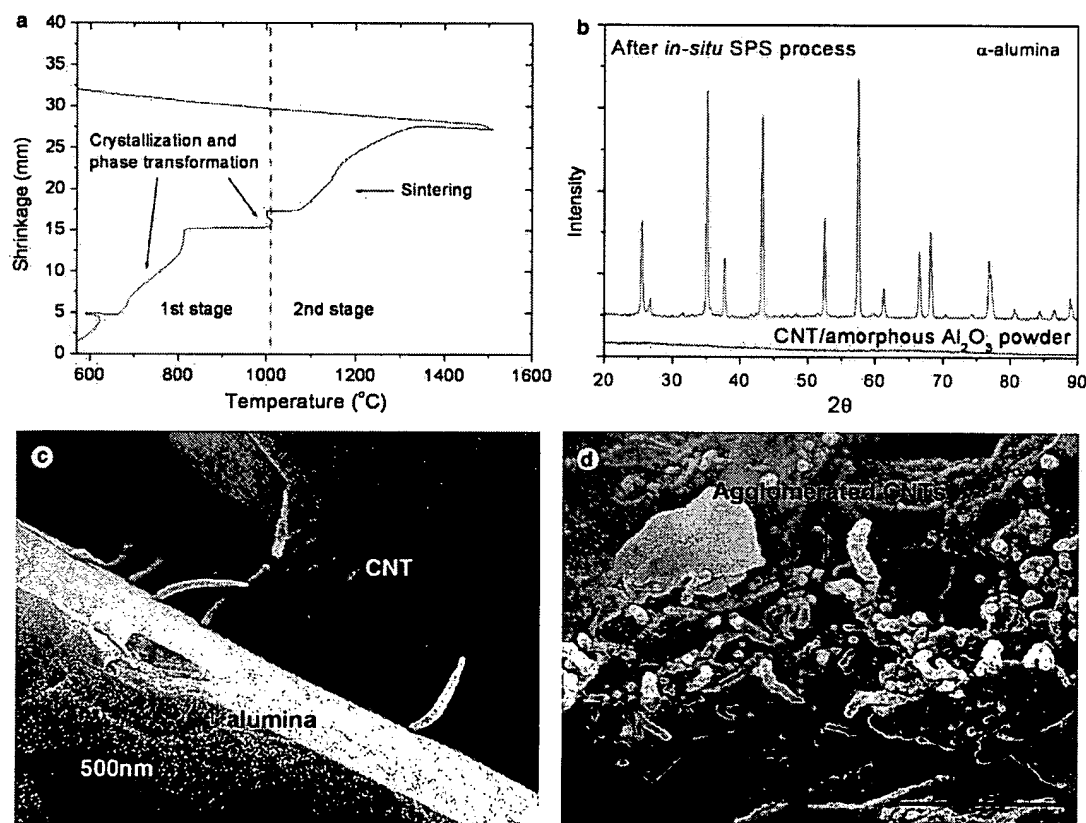 a
40
35
30
25
20
15
10
5
0
Shrinkage (mm)
Crystallization and
phase transformation
Sintering
1st stage
2nd stage
600
800
1000
1200
1400
1600
Temperature (°C)
b
After in-situ SPS process
α-alumina
Intensity
CNT/amorphous Al₂O₃ powder
20
30
40
50
60
70
80
90
2θ
c
CNT
alumina
500nm
d
Agglomerated CNTs